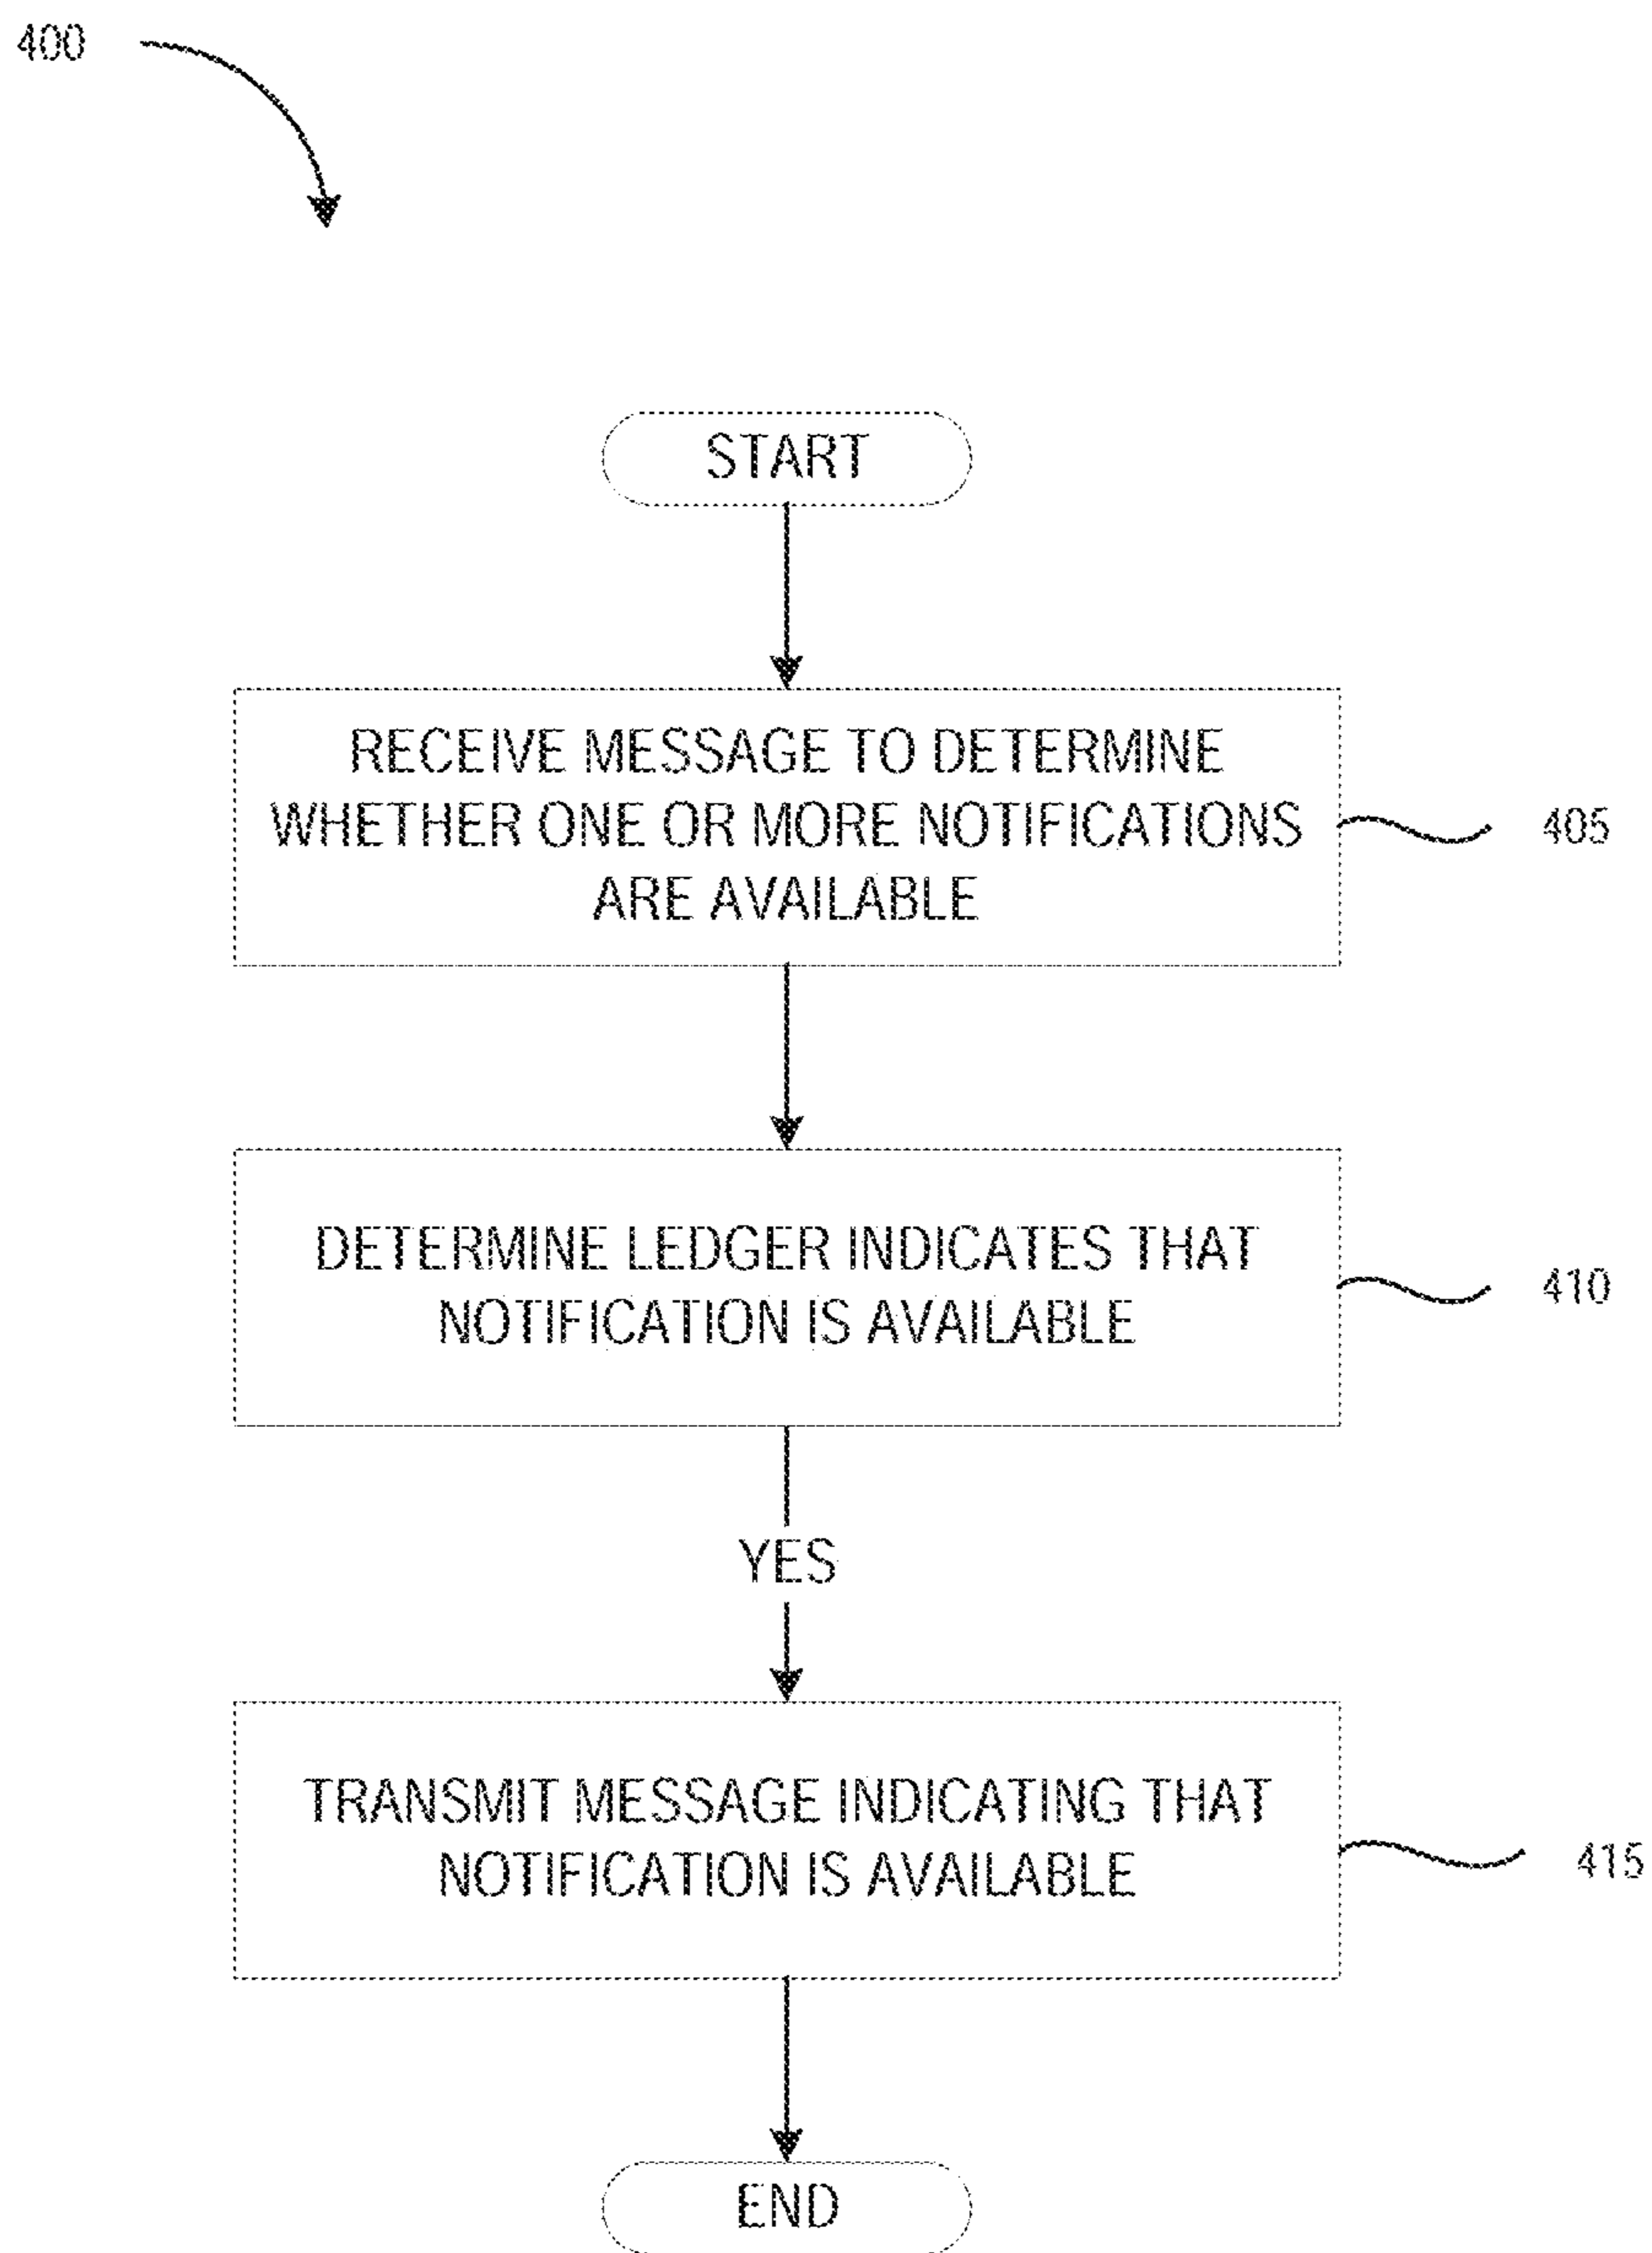 400
START
RECEIVE MESSAGE TO DETERMINE
WHETHER ONE OR MORE NOTIFICATIONS
ARE AVAILABLE
405
DETERMINE LEDGER INDICATES THAT
NOTIFICATION IS AVAILABLE
410
YES
TRANSMIT MESSAGE INDICATING THAT
NOTIFICATION IS AVAILABLE
415
END